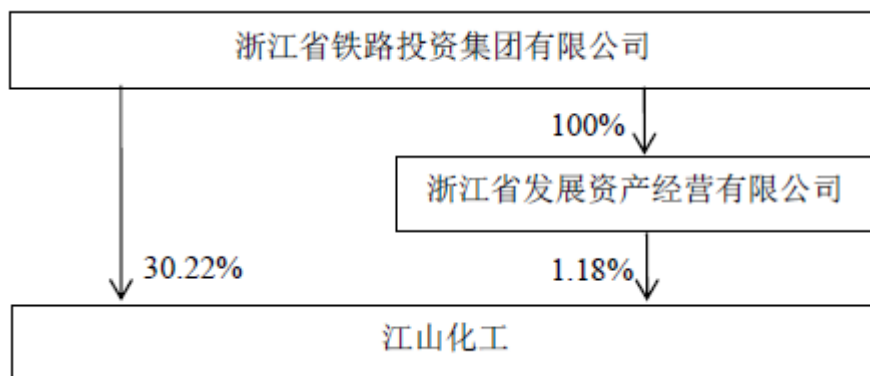 浙江省铁路投资集团有限公司
100%
浙江省发展资产经营有限公司
30.22%
1.18%
江山化工